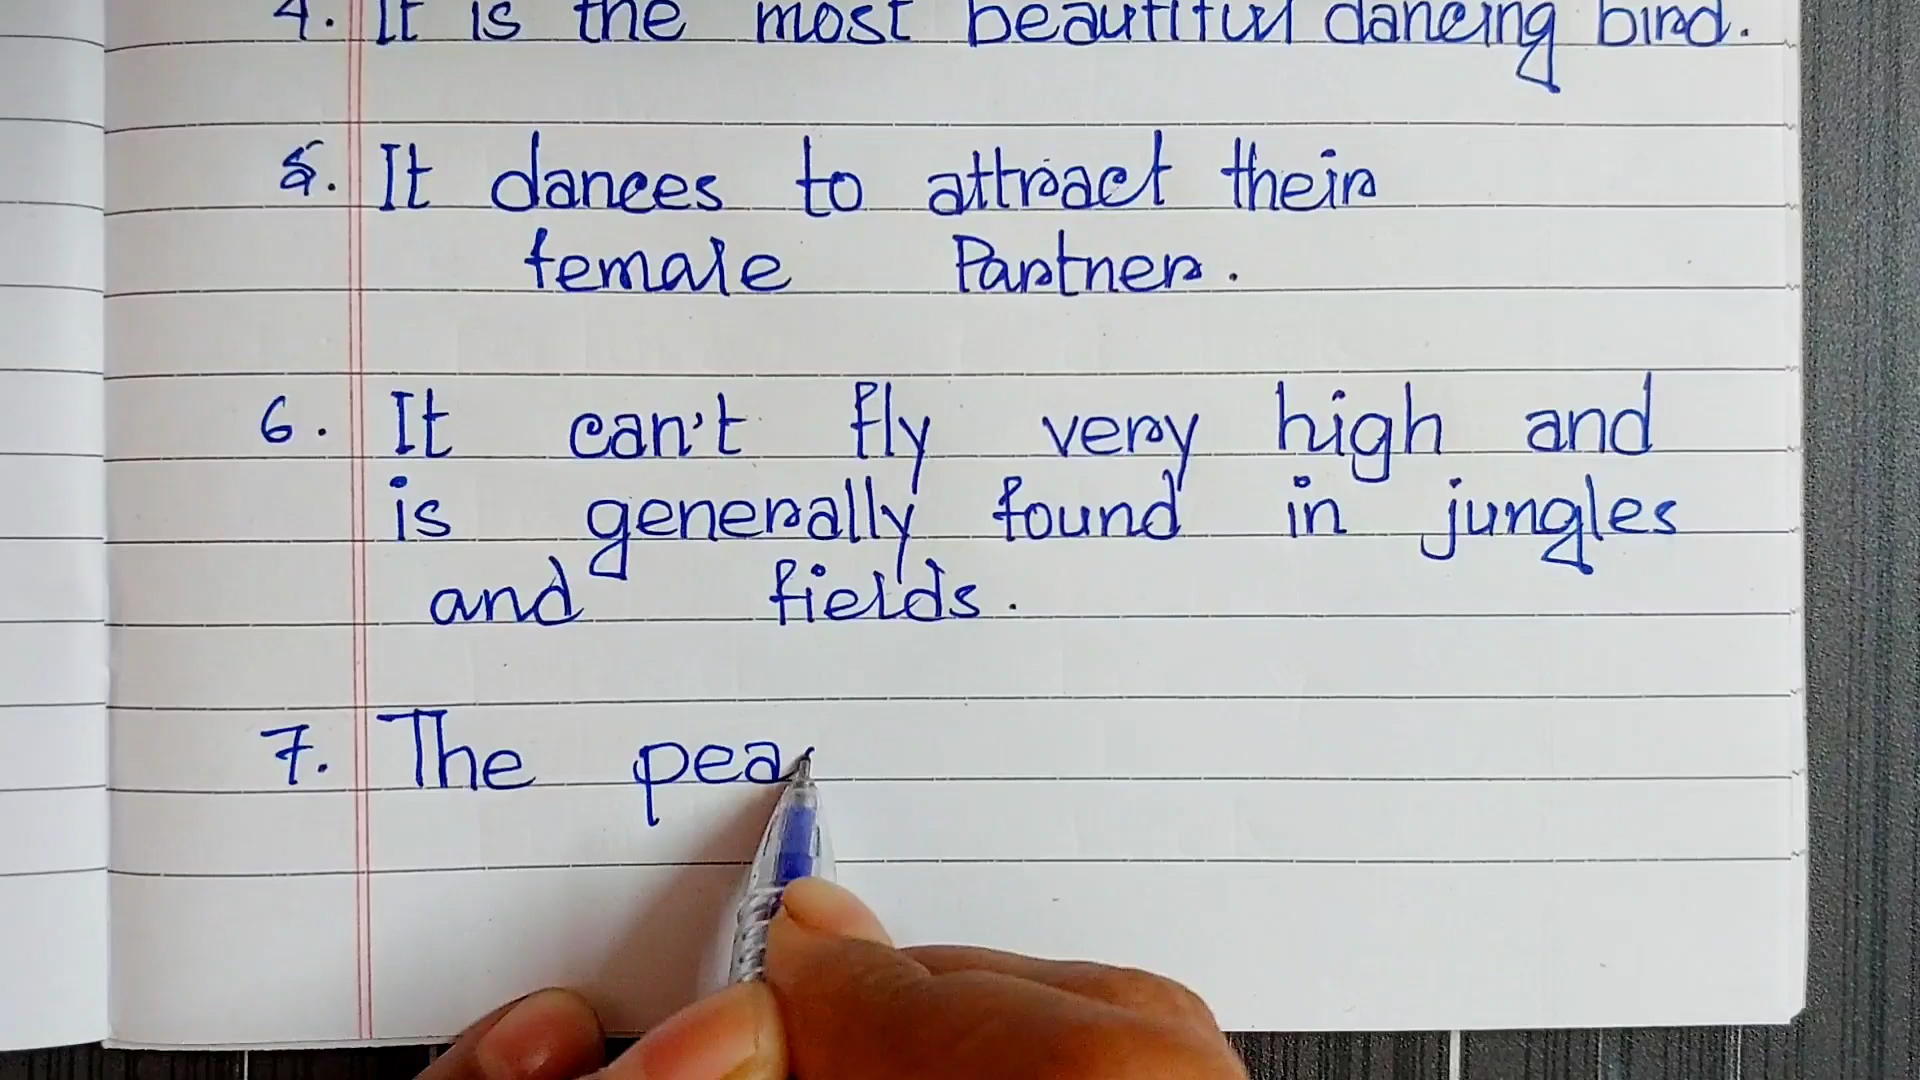 4. It is the most beautiful dancing bird.
5. It dances to attract their
female Partner.
6. It can't fly very high and
is generally found in jungles
and fields.
7. The pea